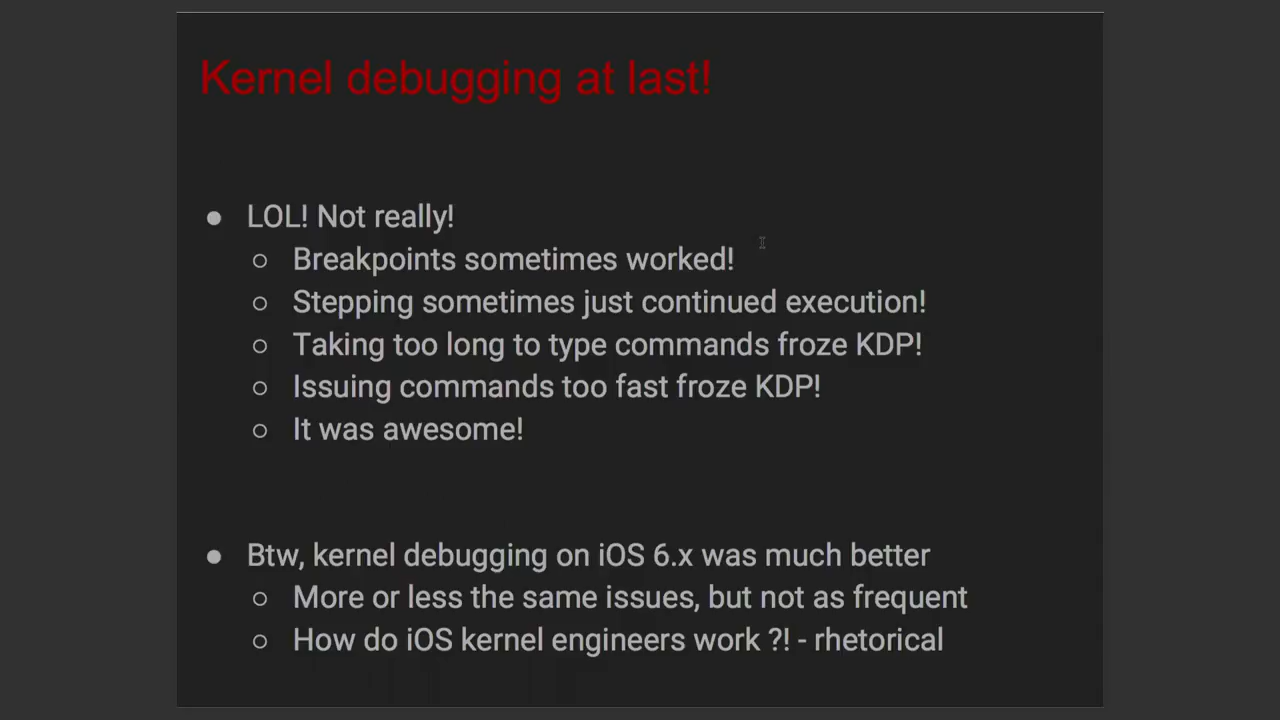 Kernel debugging at last!
● LOL! Not really!
○ Breakpoints sometimes worked!
○ Stepping sometimes just continued execution!
○ Taking too long to type commands froze KDP!
○ Issuing commands too fast froze KDP!
○ It was awesome!
● Btw, kernel debugging on iOS 6.x was much better
○ More or less the same issues, but not as frequent
○ How do iOS kernel engineers work ?! - rhetorical